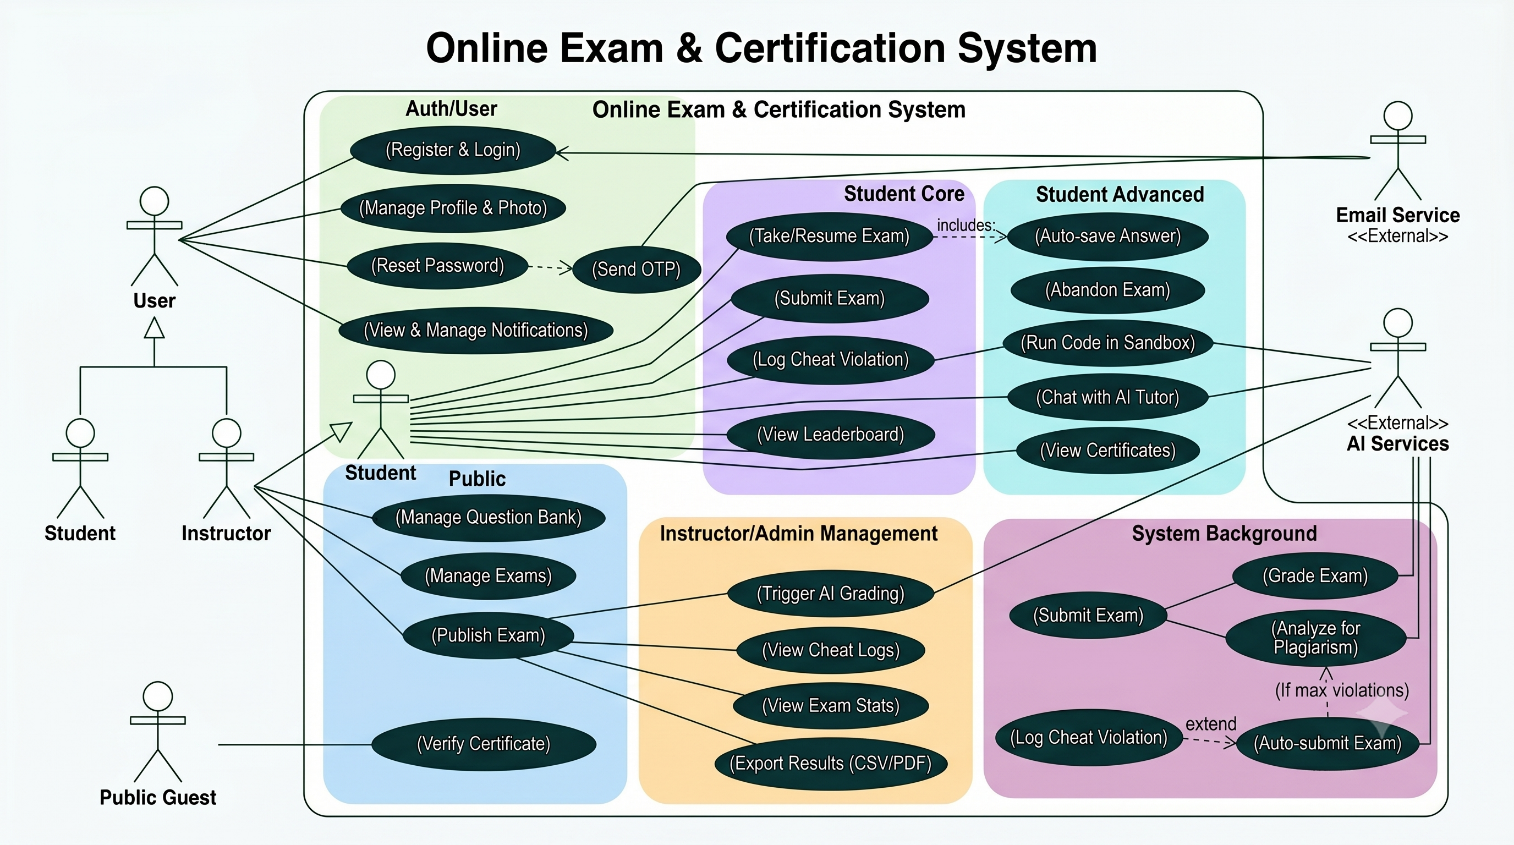 Online Exam & Certification System
Online Exam & Certification System
Auth/User
(Register & Login)
(Manage Profile & Photo)
(Reset Password)
(Send OTP)
(View & Manage Notifications)
User
Student
Instructor
Student
Student Core
(Take/Resume Exam)
includes:
(Submit Exam)
(Log Cheat Violation)
(View Leaderboard)
Student Advanced
(Auto-save Answer)
(Abandon Exam)
(Run Code in Sandbox)
(Chat with AI Tutor)
(View Certificates)
Email Service
<<External>>
<<External>>
AI Services
Public
(Manage Question Bank)
(Manage Exams)
(Publish Exam)
(Verify Certificate)
Public Guest
Instructor/Admin Management
(Trigger AI Grading)
(View Cheat Logs)
(View Exam Stats)
(Export Results (CSV/PDF)
System Background
(Grade Exam)
(Submit Exam)
(Analyze for
Plagiarism)
(If max violations)
(Log Cheat Violation)
extend
(Auto-submit Exam)